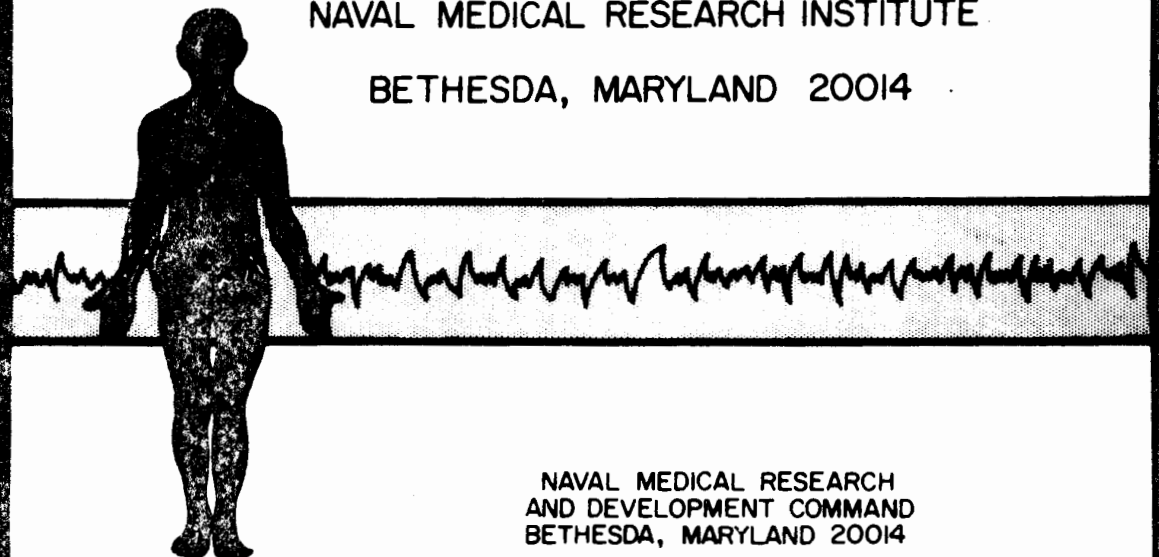 NAVAL MEDICAL RESEARCH INSTITUTE
BETHESDA, MARYLAND 20014
NAVAL MEDICAL RESEARCH
AND DEVELOPMENT COMMAND
BETHESDA, MARYLAND 20014